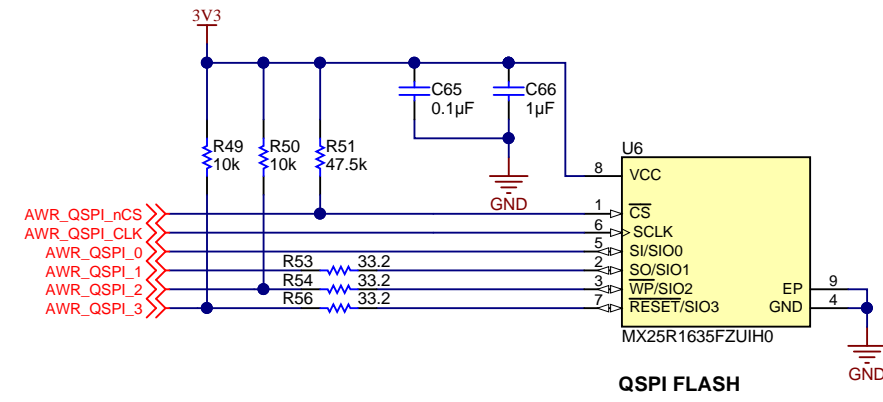 3V3
C65
0.1µF
C66
1µF
R49
10k
R50
10k
R51
47.5k
GND
U6
8
VCC
AWR_QSPI_nCS
1
CS
AWR_QSPI_CLK
6
SCLK
AWR_QSPI_0
5
SI/SIO0
AWR_QSPI_1
R53
33.2
2
SO/SIO1
AWR_QSPI_2
R54
33.2
3
WP/SIO2
EP
9
AWR_QSPI_3
R56
33.2
7
RESET/SIO3
GND
4
MX25R1635FZUIH0
GND
QSPI FLASH